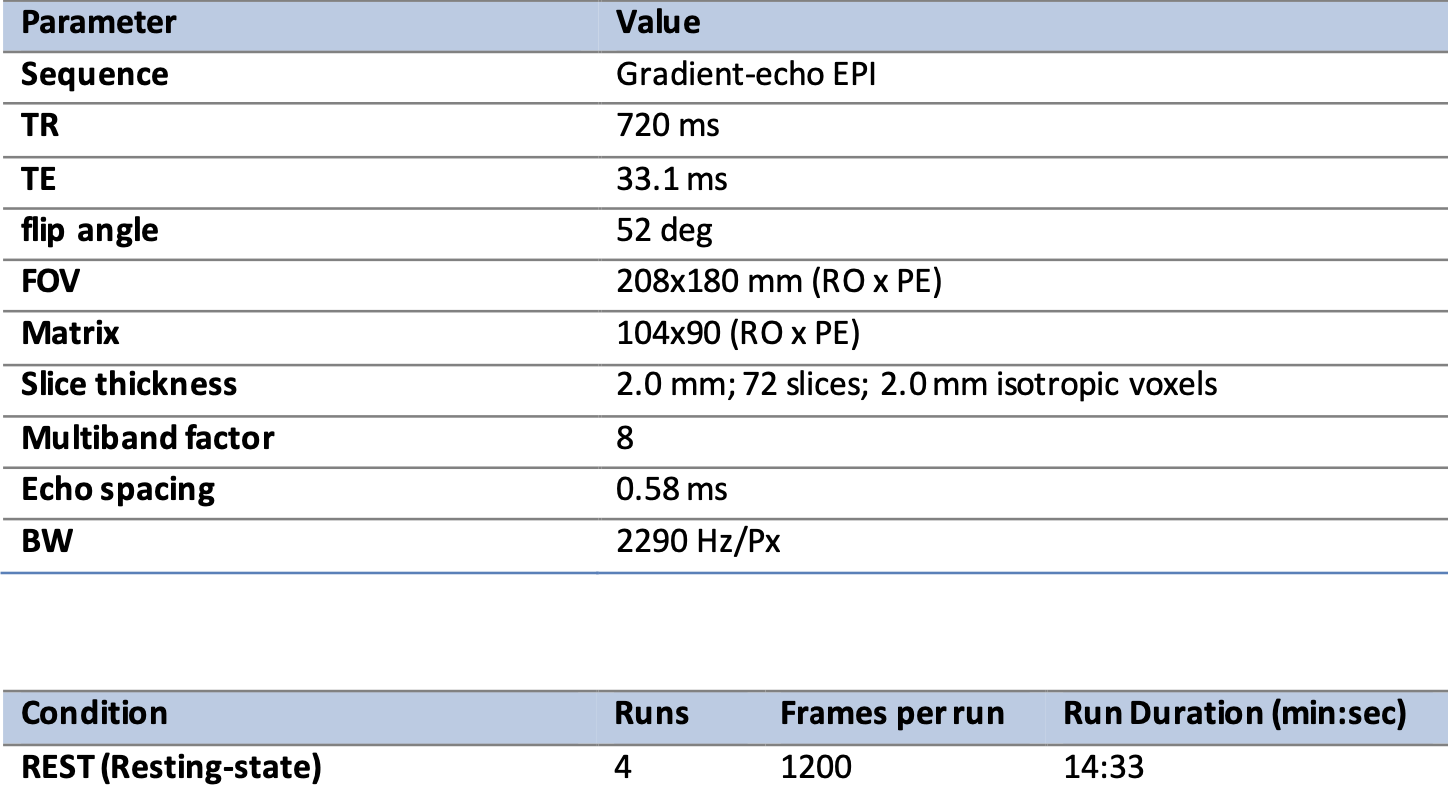 Parameter Value
Sequence Gradient-echo EPI
TR 720 ms
TE 33.1 ms
flip angle 52 deg
FOV 208x180 mm (RO x PE)
Matrix 104x90 (RO x PE)
Slice thickness 2.0 mm; 72 slices; 2.0 mm isotropic voxels
Multiband factor 8
Echo spacing 0.58 ms
BW 2290 Hz/Px
Condition Runs Frames per run Run Duration (min:sec)
REST (Resting-state) 4 1200 14:33